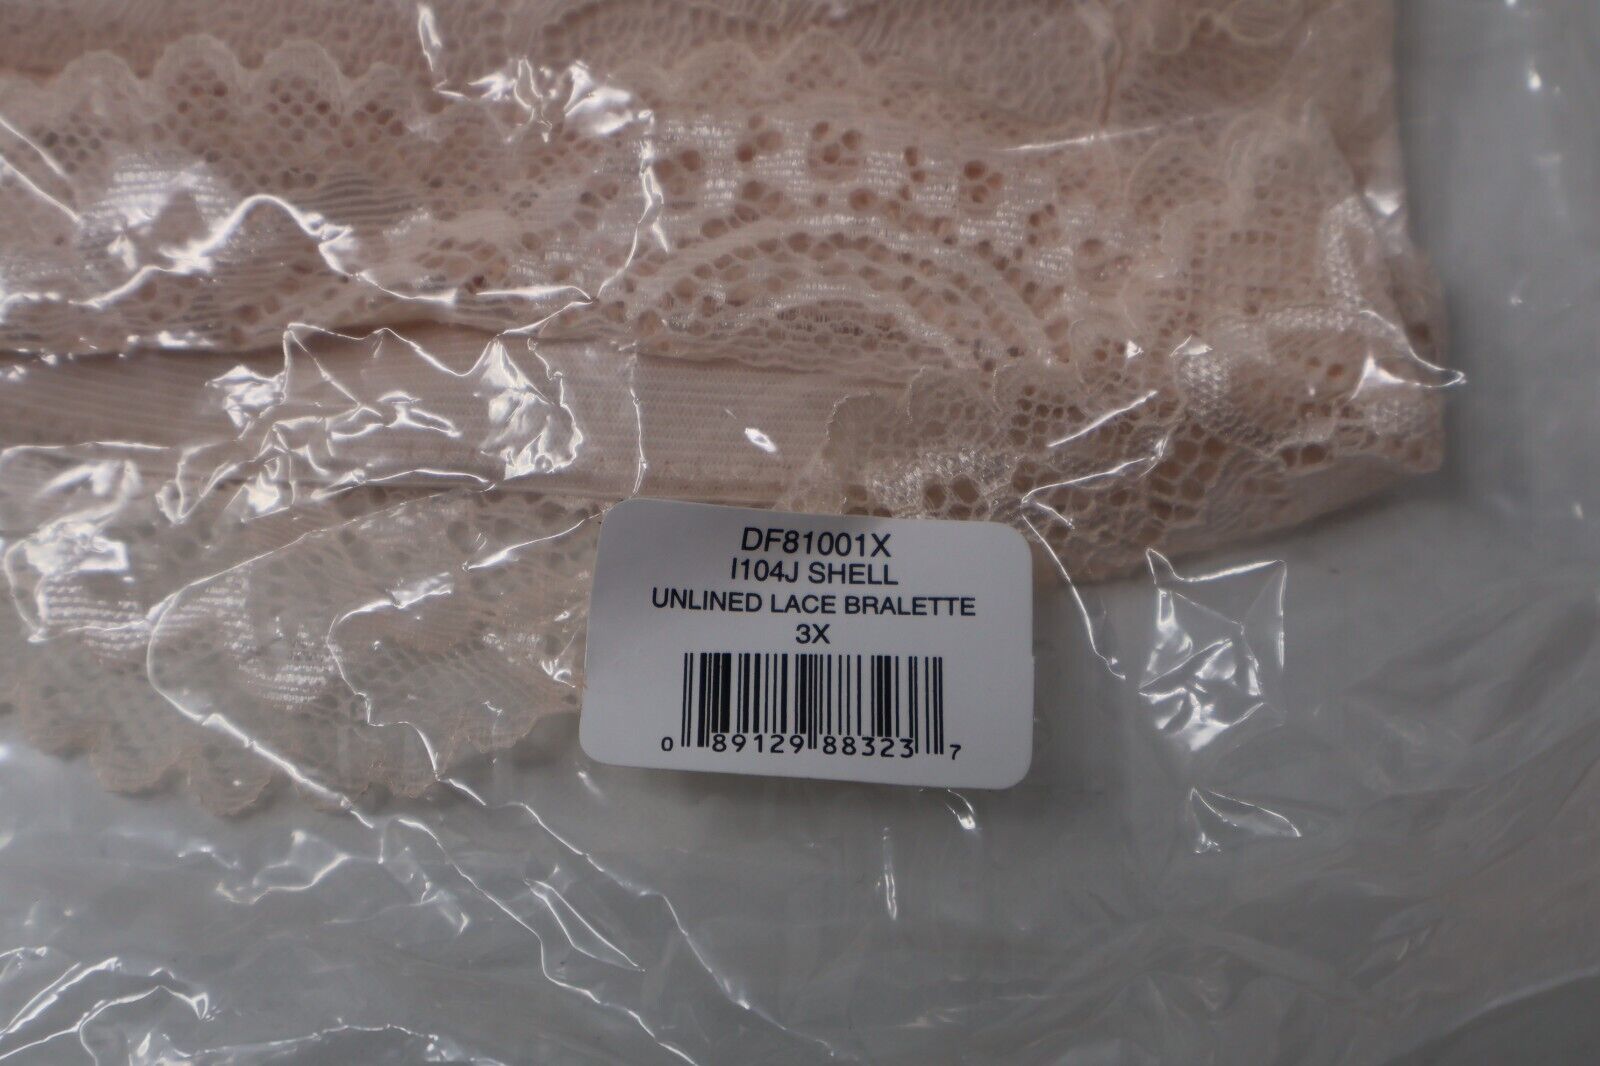 DF81001X
I104J SHELL
UNLINED LACE BRALETTE
3X
0 89129 88323 7